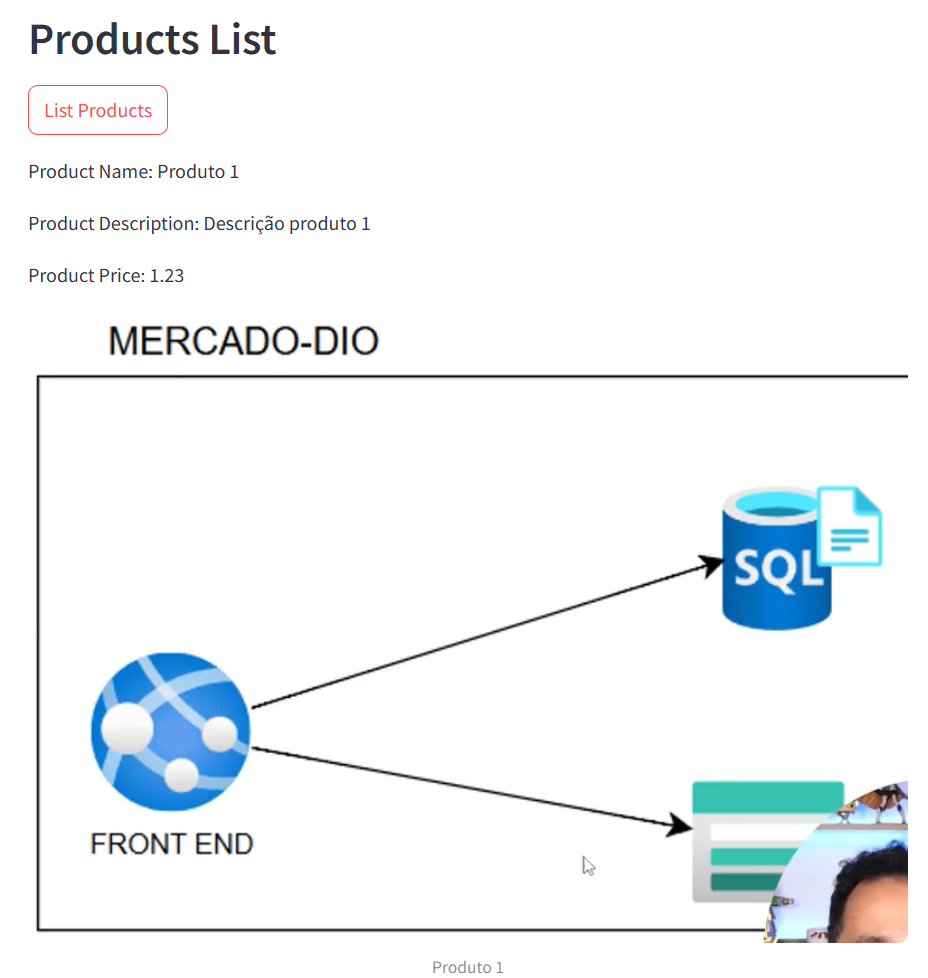 Products List
List Products
Product Name: Produto 1
Product Description: Descrição produto 1
Product Price: 1.23
MERCADO-DIO
SQL
FRONT END
Produto 1